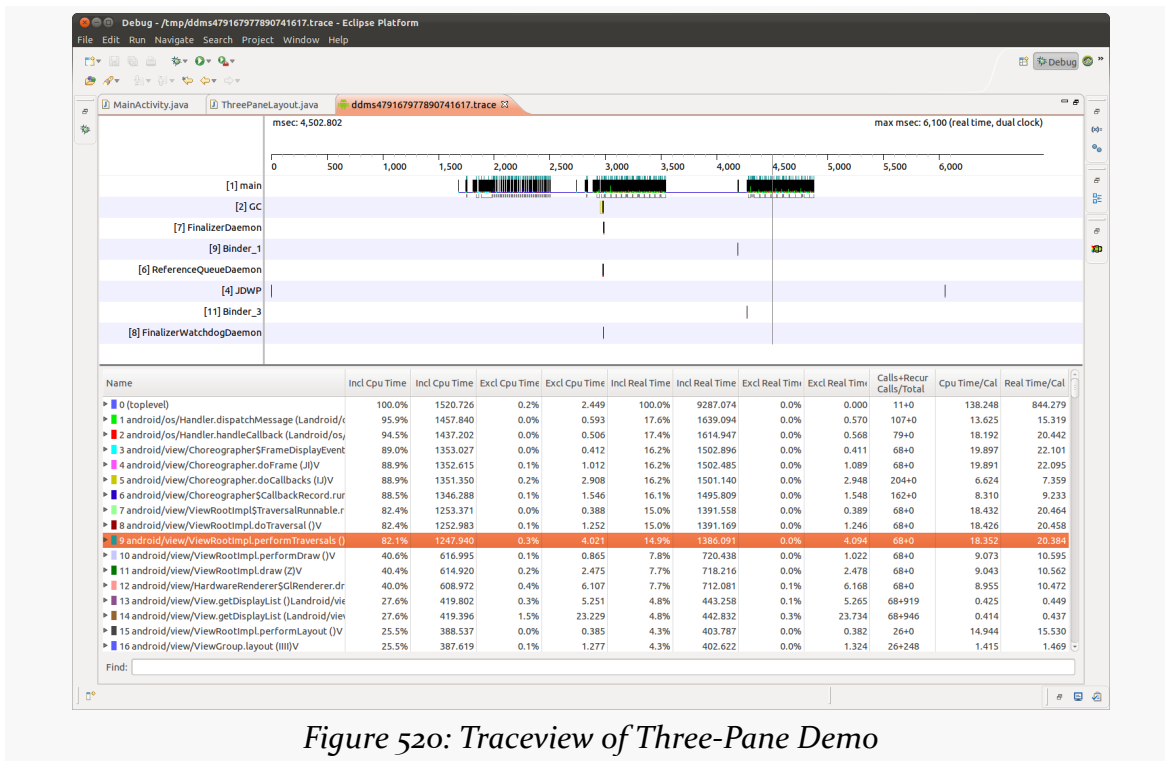 Debug - /tmp/ddms479167977890741617.trace - Eclipse Platform
File Edit Run Navigate Search Project Window Help
Debug »
MainActivity.java ThreePaneLayout.java ddms479167977890741617.trace
msec: 4,502.802 max msec: 6,100 (real time, dual clock)
0 500 1,000 1,500 2,000 2,500 3,000 3,500 4,000 4,500 5,000 5,500 6,000
[1] main
[2] GC
[7] FinalizerDaemon
[9] Binder_1
[6] ReferenceQueueDaemon
[4] JDWP
[11] Binder_3
[8] FinalizerWatchdogDaemon
Name Incl Cpu Time Incl Cpu Time Excl Cpu Time Excl Cpu Time Incl Real Time Incl Real Time Excl Real Time Excl Real Time Calls+Recur Calls/Total Cpu Time/Cal Real Time/Cal
0 (toplevel) 100.0% 1520.726 0.2% 2.449 100.0% 9287.074 0.0% 0.000 11+0 138.248 844.279
1 android/os/Handler.dispatchMessage (Landroid/c 95.9% 1457.840 0.0% 0.593 17.6% 1639.094 0.0% 0.570 107+0 13.625 15.319
2 android/os/Handler.handleCallback (Landroid/os/ 94.5% 1437.202 0.0% 0.506 17.4% 1614.947 0.0% 0.568 79+0 18.192 20.442
3 android/view/Choreographer$FrameDisplayEvent 89.0% 1353.027 0.0% 0.412 16.2% 1502.896 0.0% 0.411 68+0 19.897 22.101
4 android/view/Choreographer.doFrame (JI)V 88.9% 1352.615 0.1% 1.012 16.2% 1502.485 0.0% 1.089 68+0 19.891 22.095
5 android/view/Choreographer.doCallbacks (IJ)V 88.9% 1351.350 0.2% 2.908 16.2% 1501.140 0.0% 2.948 204+0 6.624 7.359
6 android/view/Choreographer$CallbackRecord.rur 88.5% 1346.288 0.1% 1.546 16.1% 1495.809 0.0% 1.548 162+0 8.310 9.233
7 android/view/ViewRootImpl$TraversalRunnable.r 82.4% 1253.371 0.0% 0.388 15.0% 1391.558 0.0% 0.389 68+0 18.432 20.464
8 android/view/ViewRootImpl.doTraversal ()V 82.4% 1252.983 0.1% 1.252 15.0% 1391.169 0.0% 1.246 68+0 18.426 20.458
9 android/view/ViewRootImpl.performTraversals () 82.1% 1247.940 0.3% 4.021 14.9% 1386.091 0.0% 4.094 68+0 18.352 20.384
10 android/view/ViewRootImpl.performDraw ()V 40.6% 616.995 0.1% 0.865 7.8% 720.438 0.0% 1.022 68+0 9.073 10.595
11 android/view/ViewRootImpl.draw (Z)V 40.4% 614.920 0.2% 2.475 7.7% 718.216 0.0% 2.478 68+0 9.043 10.562
12 android/view/HardwareRenderer$GlRenderer.dr 40.0% 608.972 0.4% 6.107 7.7% 712.081 0.1% 6.168 68+0 8.955 10.472
13 android/view/View.getDisplayList ()Landroid/vie 27.6% 419.802 0.3% 5.251 4.8% 443.258 0.1% 5.265 68+919 0.425 0.449
14 android/view/View.getDisplayList (Landroid/viev 27.6% 419.396 1.5% 23.229 4.8% 442.832 0.3% 23.734 68+946 0.414 0.437
15 android/view/ViewRootImpl.performLayout ()V 25.5% 388.537 0.0% 0.385 4.3% 403.787 0.0% 0.382 26+0 14.944 15.530
16 android/view/ViewGroup.layout (IIII)V 25.5% 387.619 0.1% 1.277 4.3% 402.622 0.0% 1.324 26+248 1.415 1.469
Find:
Figure 520: Traceview of Three-Pane Demo